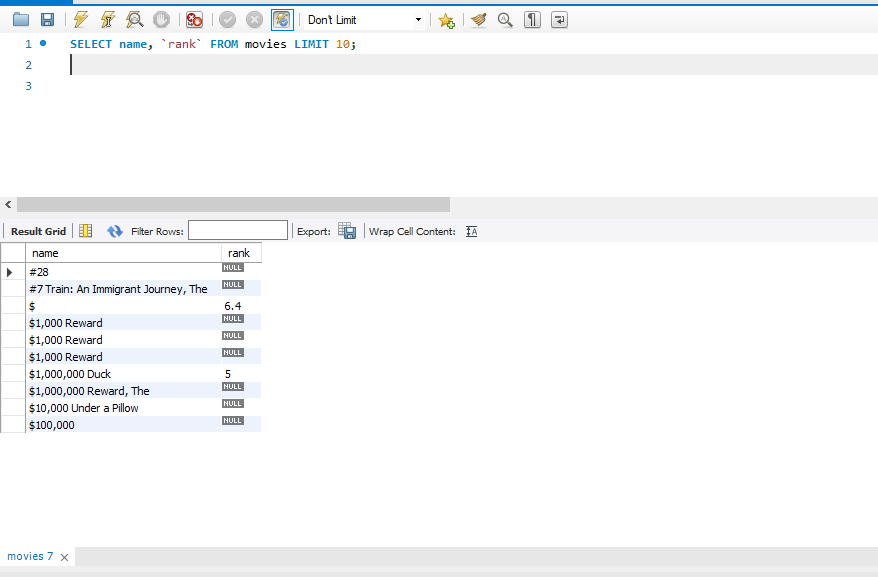 Don't Limit
1 SELECT name, `rank` FROM movies LIMIT 10;
2
3
Result Grid Filter Rows: Export: Wrap Cell Content:
name rank
#28 NULL
#7 Train: An Immigrant Journey, The NULL
$ 6.4
$1,000 Reward NULL
$1,000 Reward NULL
$1,000 Reward NULL
$1,000,000 Duck 5
$1,000,000 Reward, The NULL
$10,000 Under a Pillow NULL
$100,000 NULL
movies 7